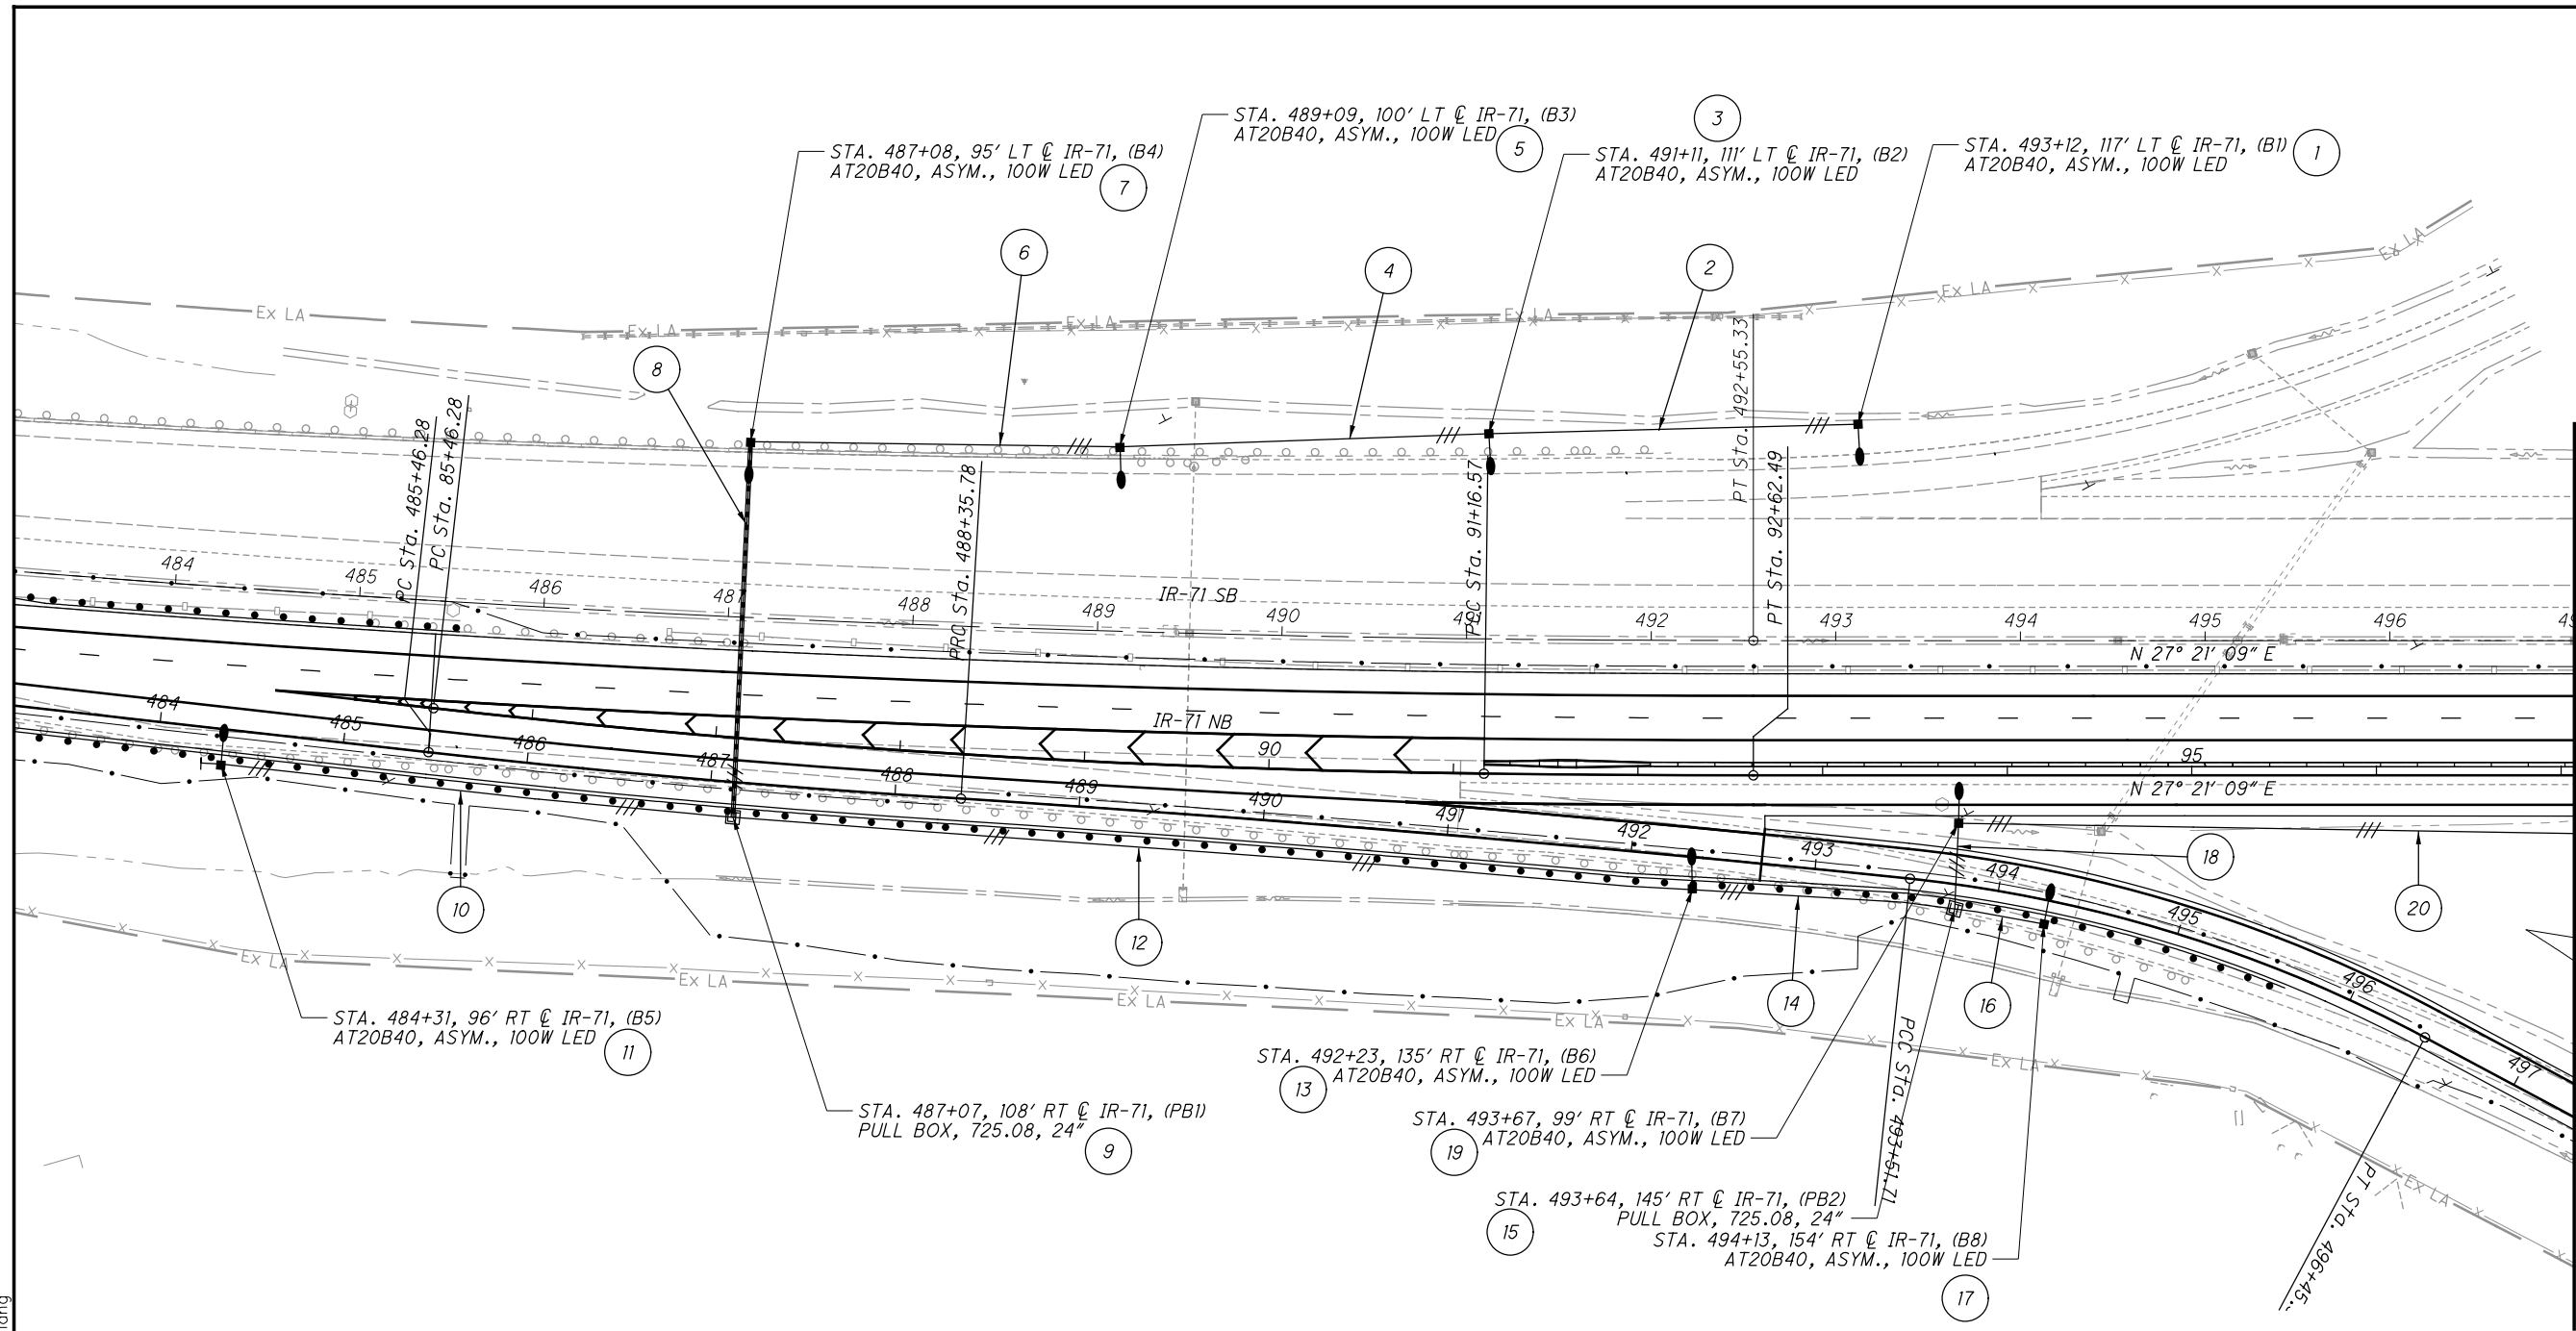 STA. 489+09, 100' LT ℄ IR-71, (B3)
AT20B40, ASYM., 100W LED
5
3
STA. 487+08, 95' LT ℄ IR-71, (B4)
AT20B40, ASYM., 100W LED
7
STA. 491+11, 111' LT ℄ IR-71, (B2)
AT20B40, ASYM., 100W LED
STA. 493+12, 117' LT ℄ IR-71, (B1)
AT20B40, ASYM., 100W LED
1
6
4
2
8
Ex LA
Ex LA
Ex LA
Ex LA
Ex LA
Ex LA
PC Sta. 485+46.28
PC Sta. 85+46.28
PRC Sta. 488+35.78
PCC Sta. 91+16.57
PT Sta. 492+55.33
PT Sta. 92+62.49
484
485
486
487
488
489
490
491
492
493
494
495
496
IR-71 SB
N 27° 21' 09" E
IR-71 NB
90
95
N 27° 21' 09" E
484
485
486
487
488
489
490
491
492
493
494
495
496
497
10
12
14
16
18
20
Ex LA
Ex LA
Ex LA
Ex LA
Ex LA
Ex LA
STA. 484+31, 96' RT ℄ IR-71, (B5)
AT20B40, ASYM., 100W LED
11
STA. 487+07, 108' RT ℄ IR-71, (PB1)
PULL BOX, 725.08, 24"
9
STA. 492+23, 135' RT ℄ IR-71, (B6)
AT20B40, ASYM., 100W LED
13
STA. 493+67, 99' RT ℄ IR-71, (B7)
AT20B40, ASYM., 100W LED
19
PCC Sta. 493+51.71
STA. 493+64, 145' RT ℄ IR-71, (PB2)
PULL BOX, 725.08, 24"
15
STA. 494+13, 154' RT ℄ IR-71, (B8)
AT20B40, ASYM., 100W LED
17
PT Sta. 496+45.